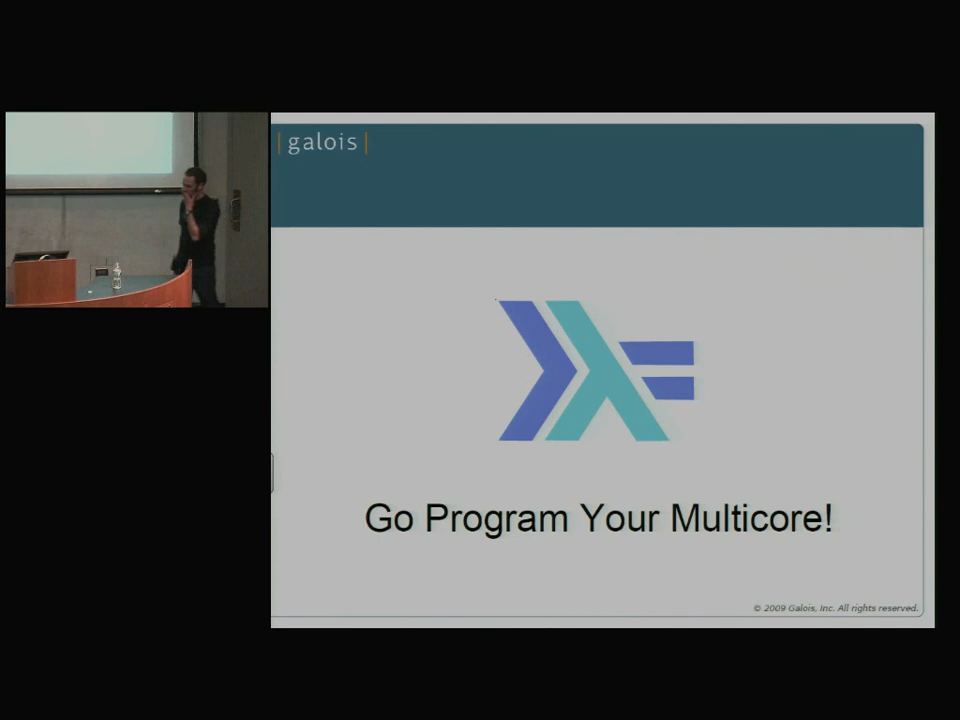 |galois|
Go Program Your Multicore!
© 2009 Galois, Inc. All rights reserved.